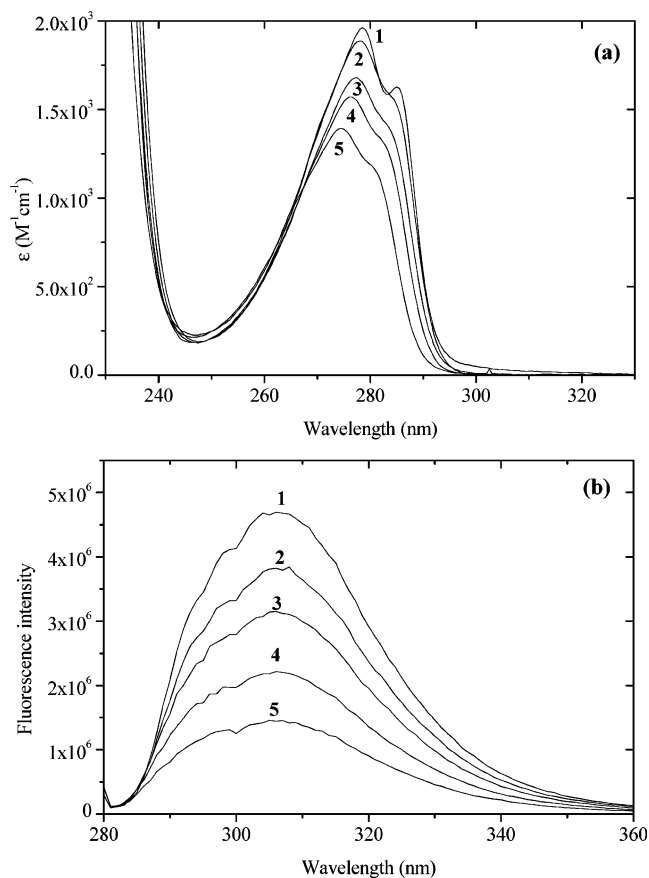 2.0x10³
1.5x10³
1.0x10³
5.0x10²
0.0
ε (M⁻¹cm⁻¹)
1
2
3
4
5
(a)
240 260 280 300 320
Wavelength (nm)
5x10⁶
4x10⁶
3x10⁶
2x10⁶
1x10⁶
0
Fluorescence intensity
1
2
3
4
5
(b)
280 300 320 340 360
Wavelength (nm)